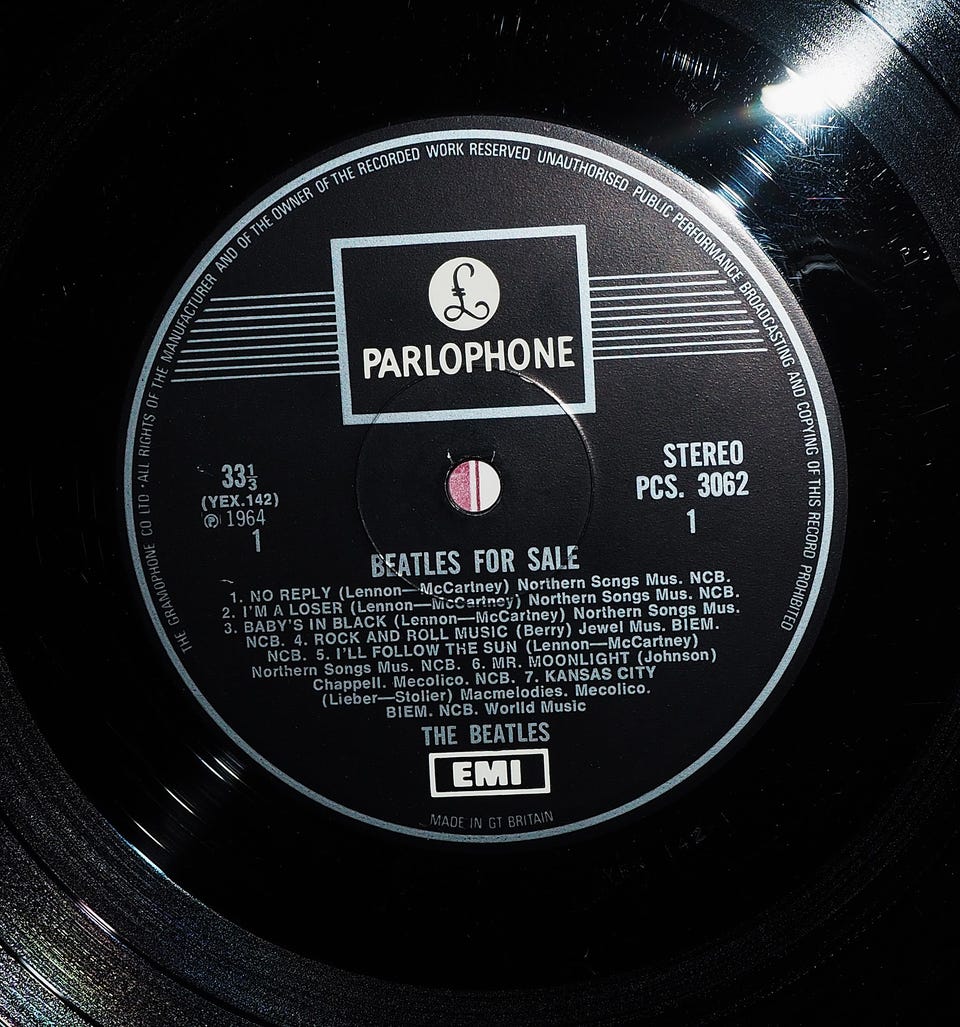 THE GRAMOPHONE CO LTD · ALL RIGHTS OF THE MANUFACTURER AND OF THE OWNER OF THE RECORDED WORK RESERVED UNAUTHORISED PUBLIC PERFORMANCE BROADCASTING AND COPYING OF THIS RECORD PROHIBITED
£
PARLOPHONE
33⅓
(YEX.142)
℗ 1964
1
STEREO
PCS. 3062
1
BEATLES FOR SALE
1. NO REPLY (Lennon—McCartney) Northern Songs Mus. NCB.
2. I'M A LOSER (Lennon—McCartney) Northern Songs Mus. NCB.
3. BABY'S IN BLACK (Lennon—McCartney) Northern Songs Mus.
NCB. 4. ROCK AND ROLL MUSIC (Berry) Jewel Mus. BIEM.
NCB. 5. I'LL FOLLOW THE SUN (Lennon—McCartney)
Northern Songs Mus. NCB. 6. MR. MOONLIGHT (Johnson)
Chappell. Mecolico. NCB. 7. KANSAS CITY
(Lieber—Stoller) Macmelodies. Mecolico.
BIEM. NCB. Worlld Music
THE BEATLES
EMI
MADE IN GT BRITAIN